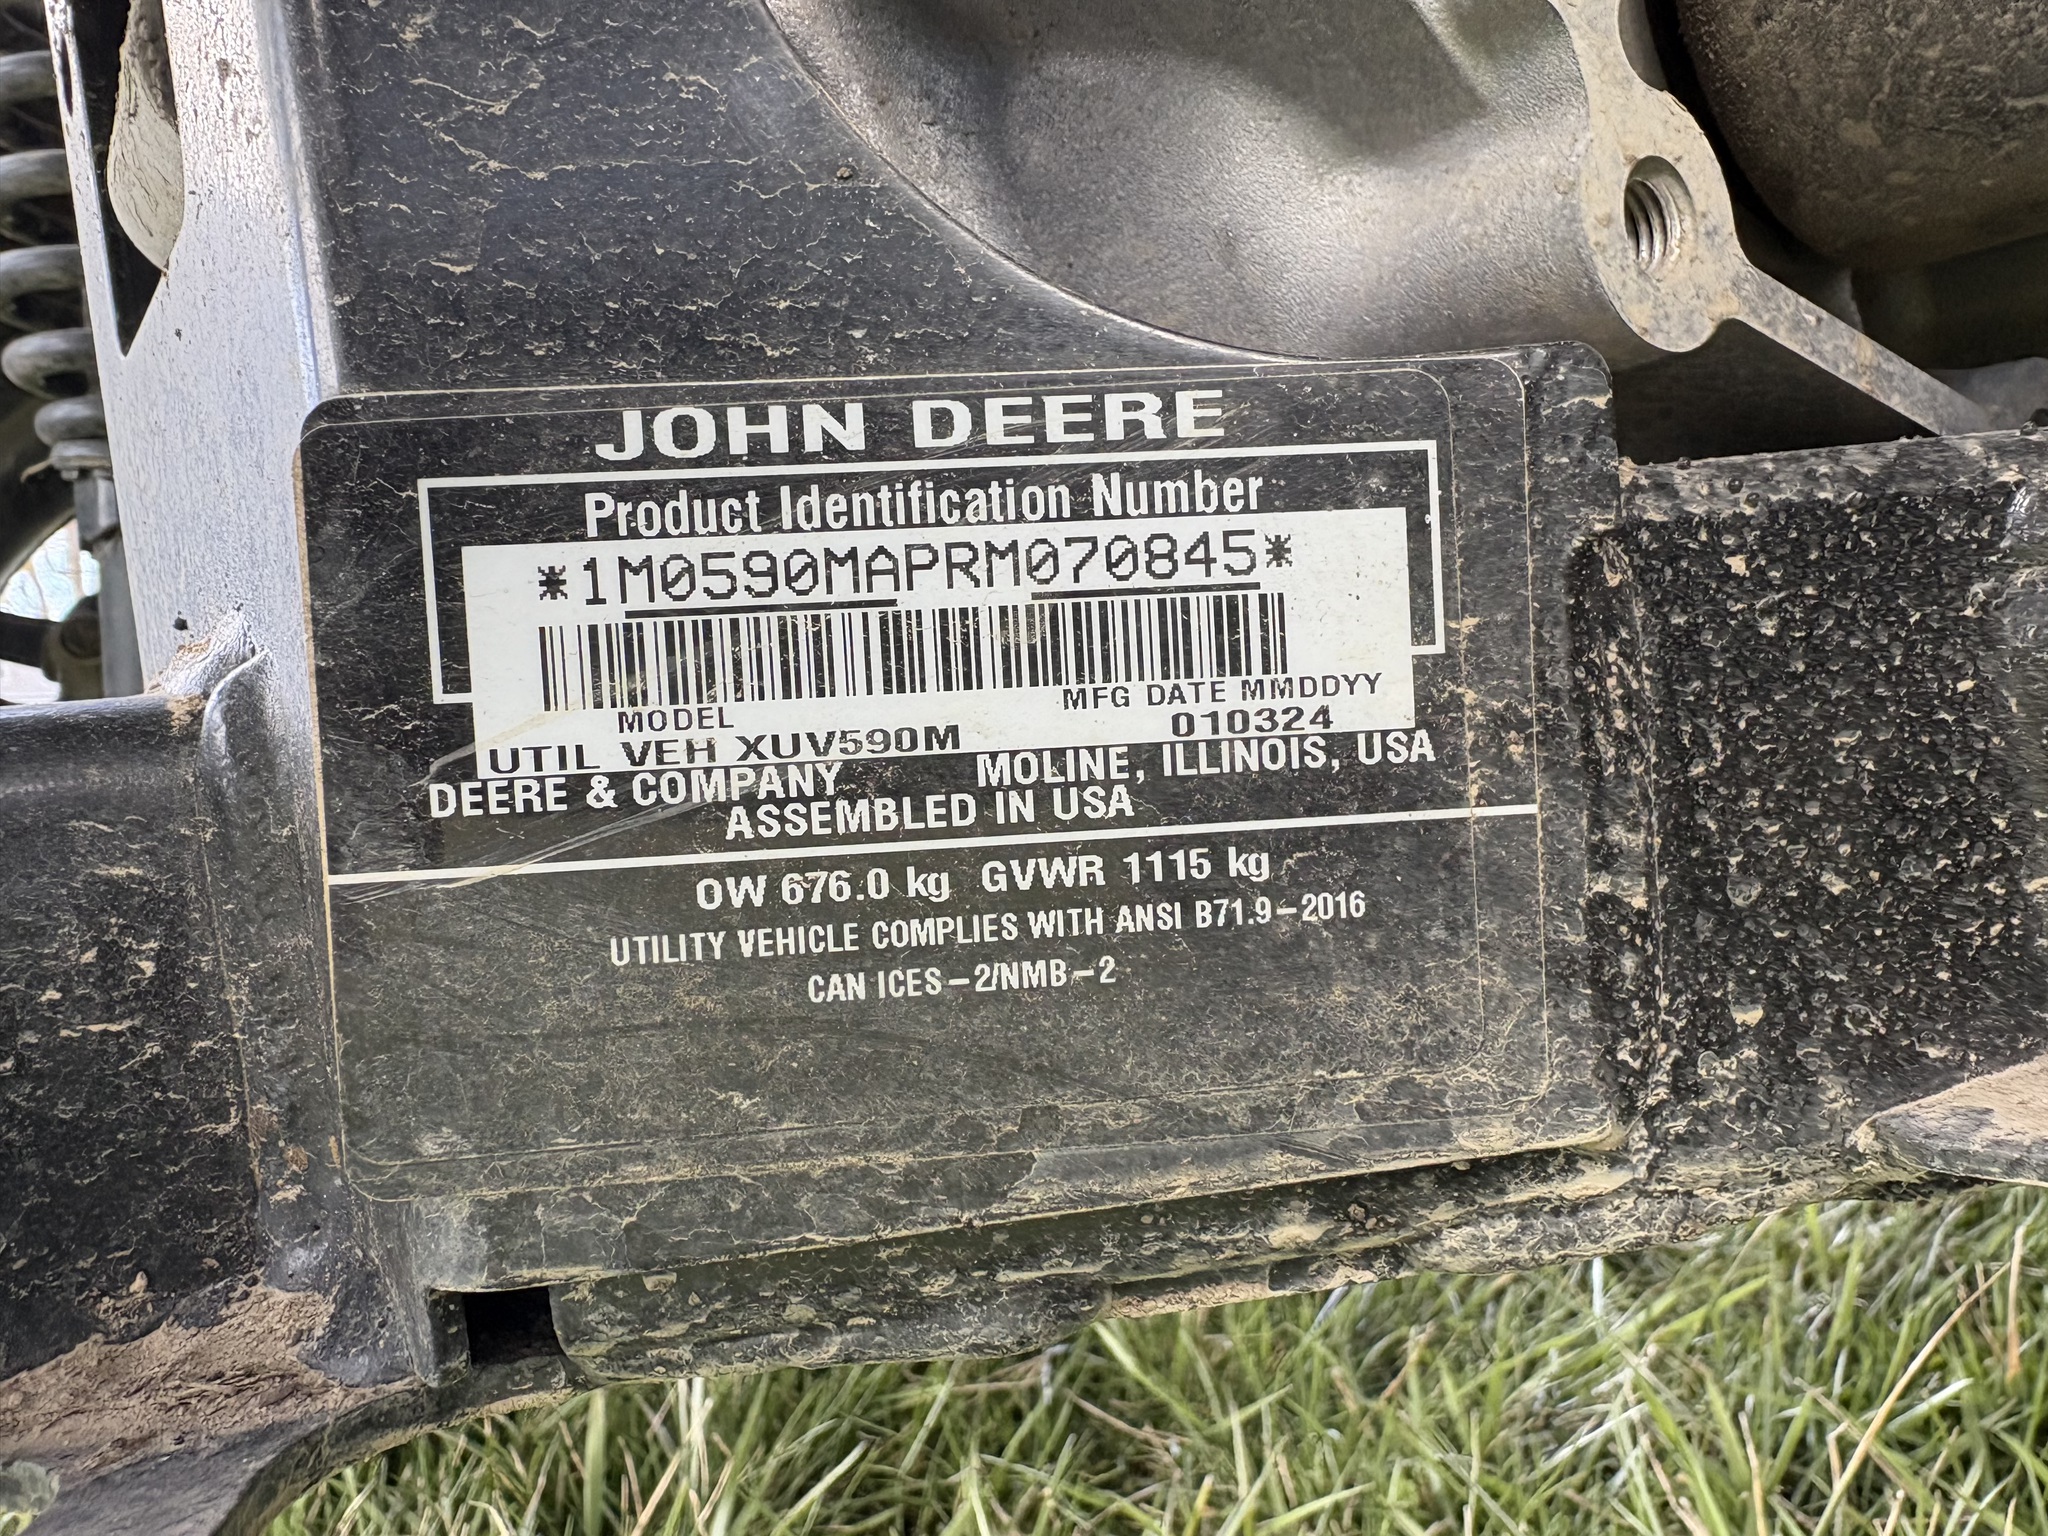 JOHN DEERE
Product Identification Number
*1M0590MAPRM070845*
MODEL
MFG DATE MMDDYY
UTIL VEH XUV590M
010324
DEERE & COMPANY MOLINE, ILLINOIS, USA
ASSEMBLED IN USA
OW 676.0 kg GVWR 1115 kg
UTILITY VEHICLE COMPLIES WITH ANSI B71.9-2016
CAN ICES-2/NMB-2